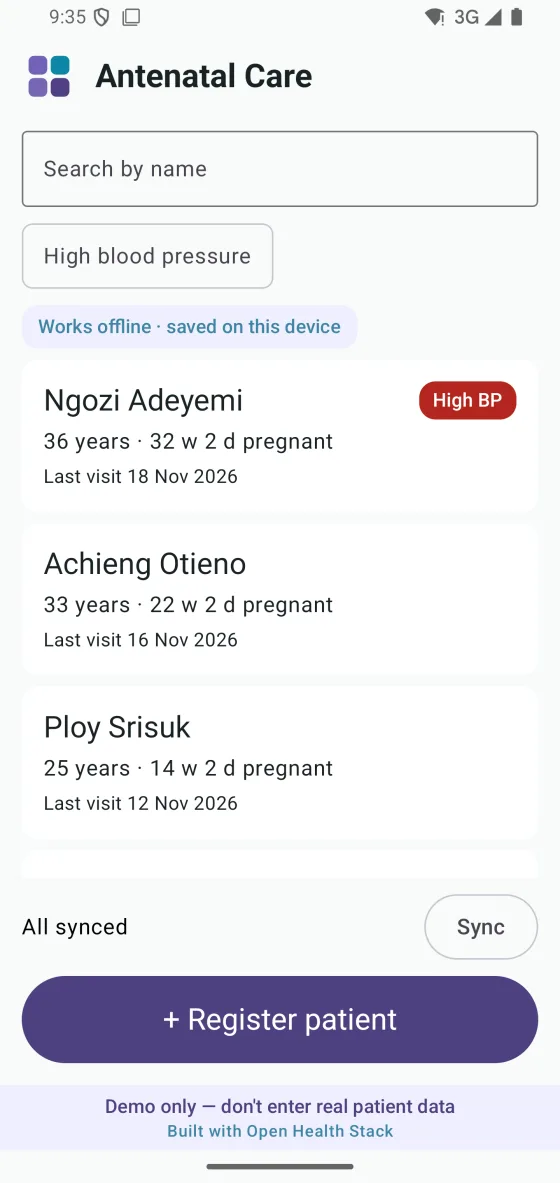 9:35
3G
Antenatal Care
Search by name
High blood pressure
Works offline · saved on this device
Ngozi Adeyemi
High BP
36 years · 32 w 2 d pregnant
Last visit 18 Nov 2026
Achieng Otieno
33 years · 22 w 2 d pregnant
Last visit 16 Nov 2026
Ploy Srisuk
25 years · 14 w 2 d pregnant
Last visit 12 Nov 2026
All synced
Sync
+ Register patient
Demo only — don't enter real patient data
Built with Open Health Stack